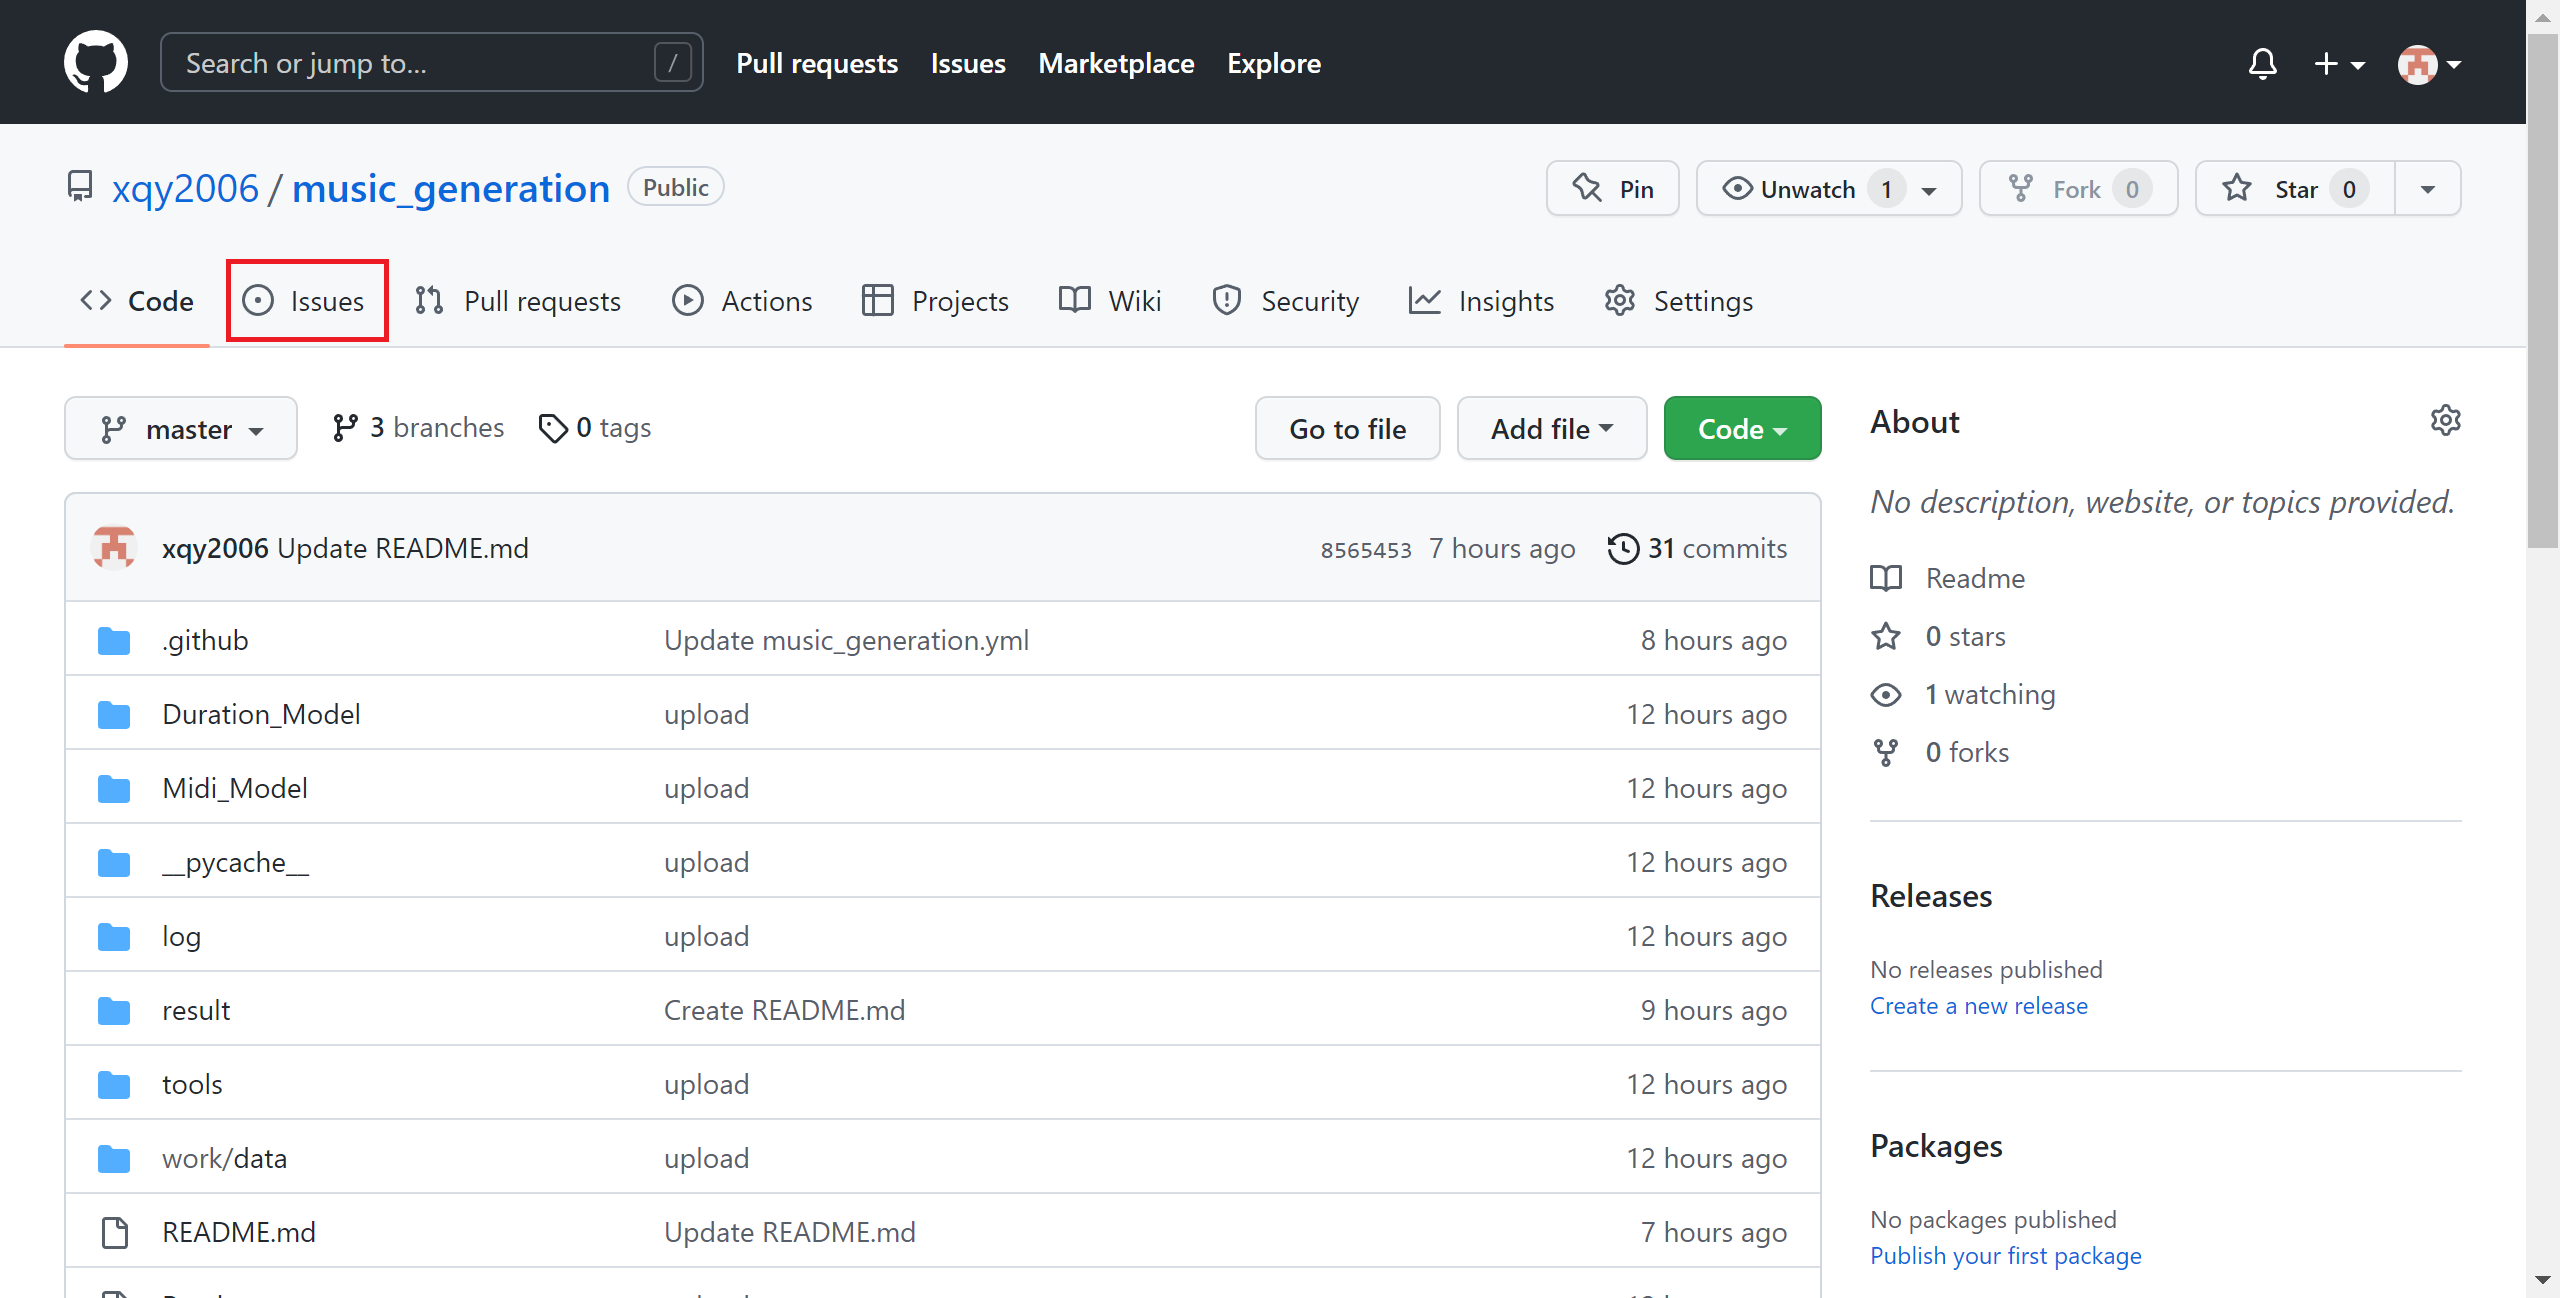 Search or jump to... /
Pull requests Issues Marketplace Explore
xqy2006 / music_generation Public
Pin Unwatch 1 Fork 0 Star 0
Code Issues Pull requests Actions Projects Wiki Security Insights Settings
master 3 branches 0 tags Go to file Add file Code
xqy2006 Update README.md 8565453 7 hours ago 31 commits
.github Update music_generation.yml 8 hours ago
Duration_Model upload 12 hours ago
Midi_Model upload 12 hours ago
__pycache__ upload 12 hours ago
log upload 12 hours ago
result Create README.md 9 hours ago
tools upload 12 hours ago
work/data upload 12 hours ago
README.md Update README.md 7 hours ago
About
No description, website, or topics provided.
Readme
0 stars
1 watching
0 forks
Releases
No releases published
Create a new release
Packages
No packages published
Publish your first package